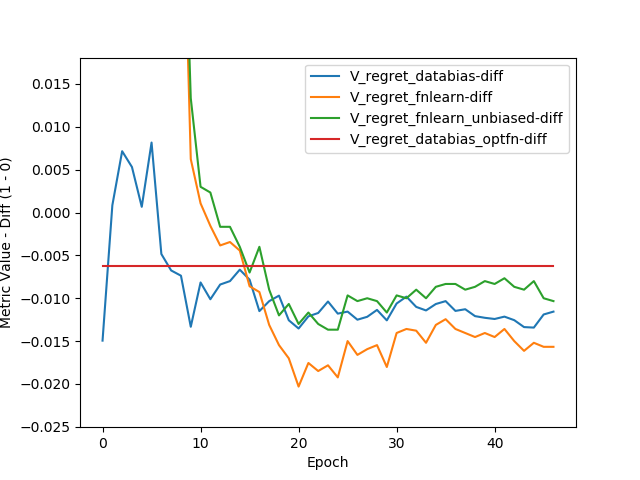 V_regret_databias-diff
V_regret_fnlearn-diff
V_regret_fnlearn_unbiased-diff
V_regret_databias_optfn-diff
Metric Value - Diff (1 - 0)
0.015
0.010
0.005
0.000
−0.005
−0.010
−0.015
−0.020
−0.025
0 10 20 30 40
Epoch